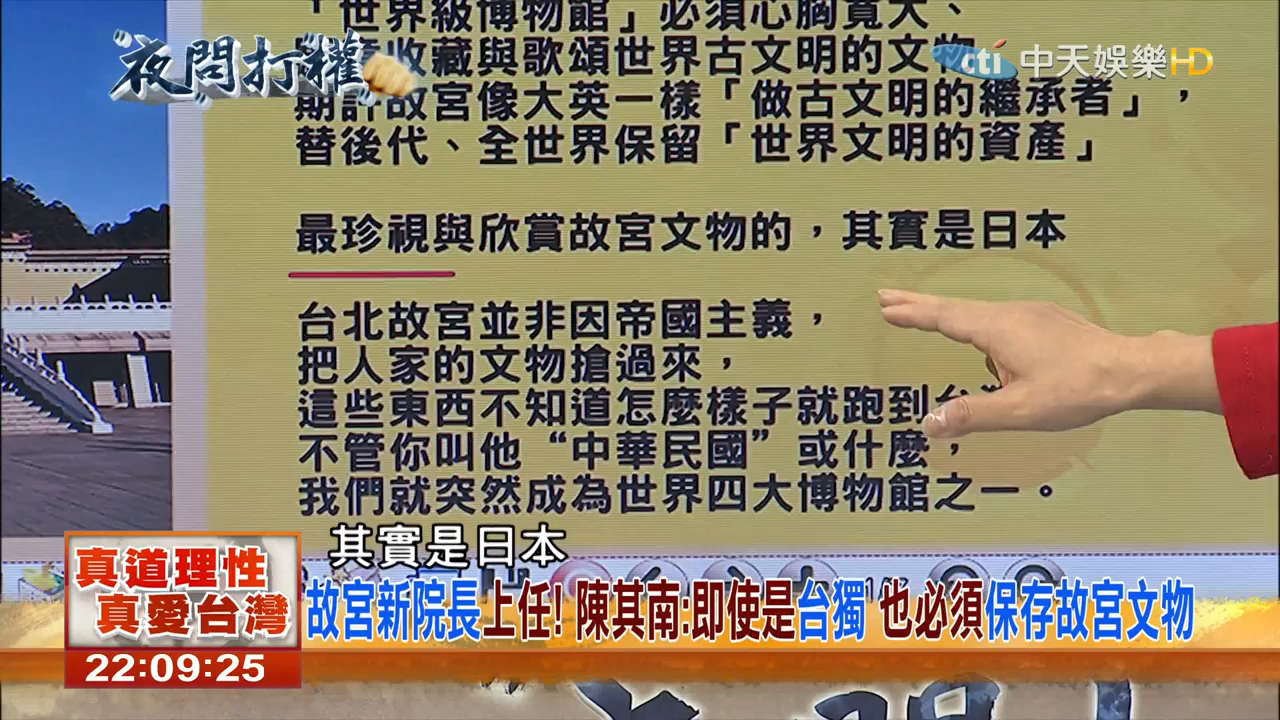 「世界級博物館」必須心胸寬大、
收藏與歌頌世界古文明的文物
夜問打權
cti 中天娛樂HD
期許故宮像大英一樣「做古文明的繼承者」，
替後代、全世界保留「世界文明的資產」
最珍視與欣賞故宮文物的，其實是日本
台北故宮並非因帝國主義，
把人家的文物搶過來，
這些東西不知道怎麼樣子就跑到台
不管你叫他“中華民國”或什麼，
我們就突然成為世界四大博物館之一。
其實是日本
真道理性
真愛台灣
故宮新院長上任! 陳其南:即使是台獨 也必須保存故宮文物
22:09:25